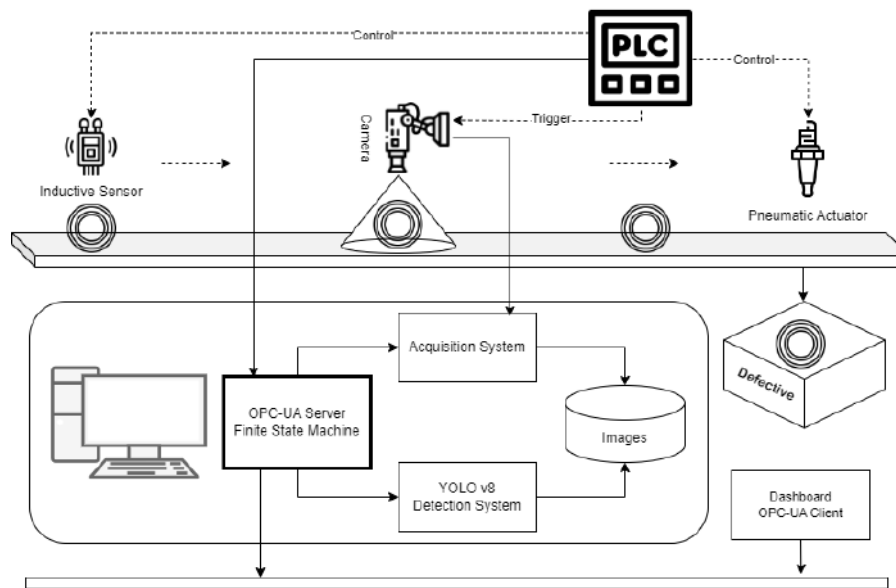 Control
PLC
Control
Trigger
Camera
Inductive Sensor
Pneumatic Actuator
Acquisition System
Defective
OPC-UA Server
Finite State Machine
Images
YOLO v8
Detection System
Dashboard
OPC-UA Client